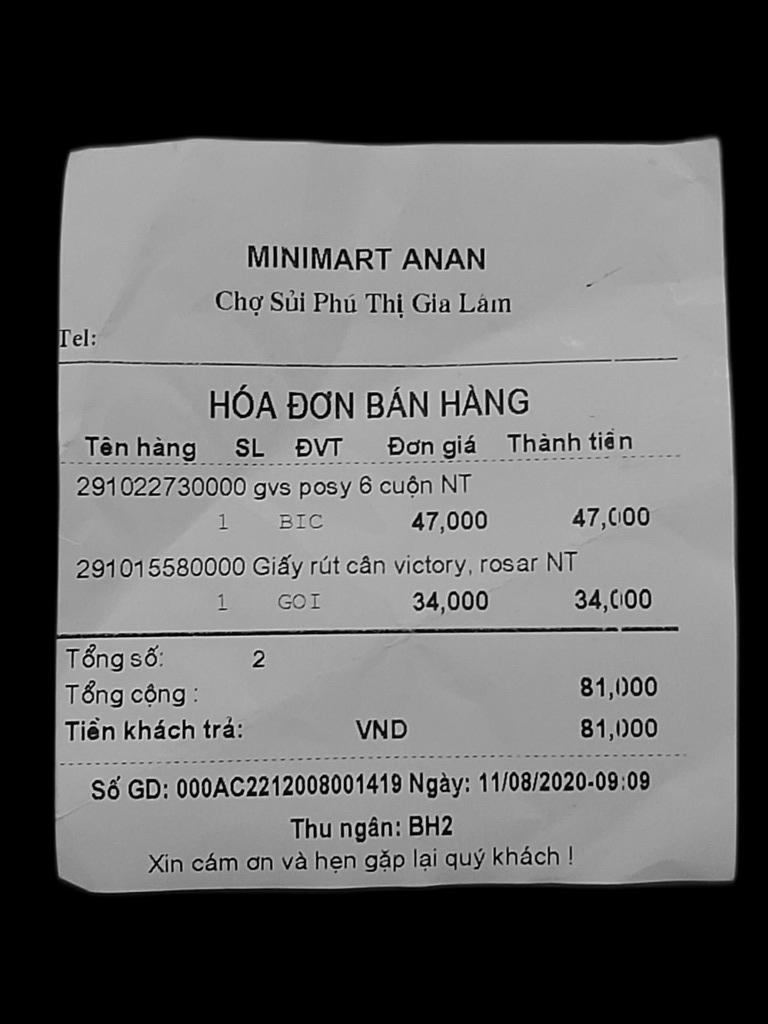 MINIMART ANAN
Chợ Sủi Phú Thị Gia Lâm
Tel:
HÓA ĐƠN BÁN HÀNG
Tên hàng SL ĐVT Đơn giá Thành tiền
291022730000 gvs posy 6 cuộn NT
1 BIC 47,000 47,000
291015580000 Giấy rút cân victory, rosar NT
1 GOI 34,000 34,000
Tổng số: 2
Tổng cộng : 81,000
Tiền khách trả: VND 81,000
Số GD: 000AC2212008001419 Ngày: 11/08/2020-09:09
Thu ngân: BH2
Xin cám ơn và hẹn gặp lại quý khách !